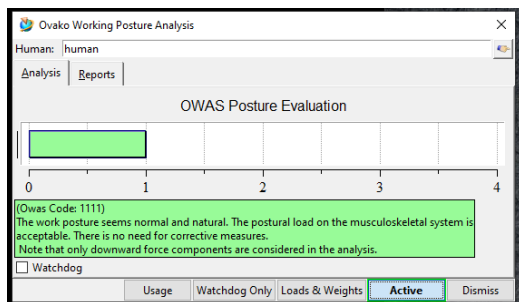 Ovako Working Posture Analysis
Human: human
Analysis Reports
OWAS Posture Evaluation
0 1 2 3 4
(Owas Code: 1111)
The work posture seems normal and natural. The postural load on the musculoskeletal system is
acceptable. There is no need for corrective measures.
Note that only downward force components are considered in the analysis.
Watchdog
Usage Watchdog Only Loads & Weights Active Dismiss